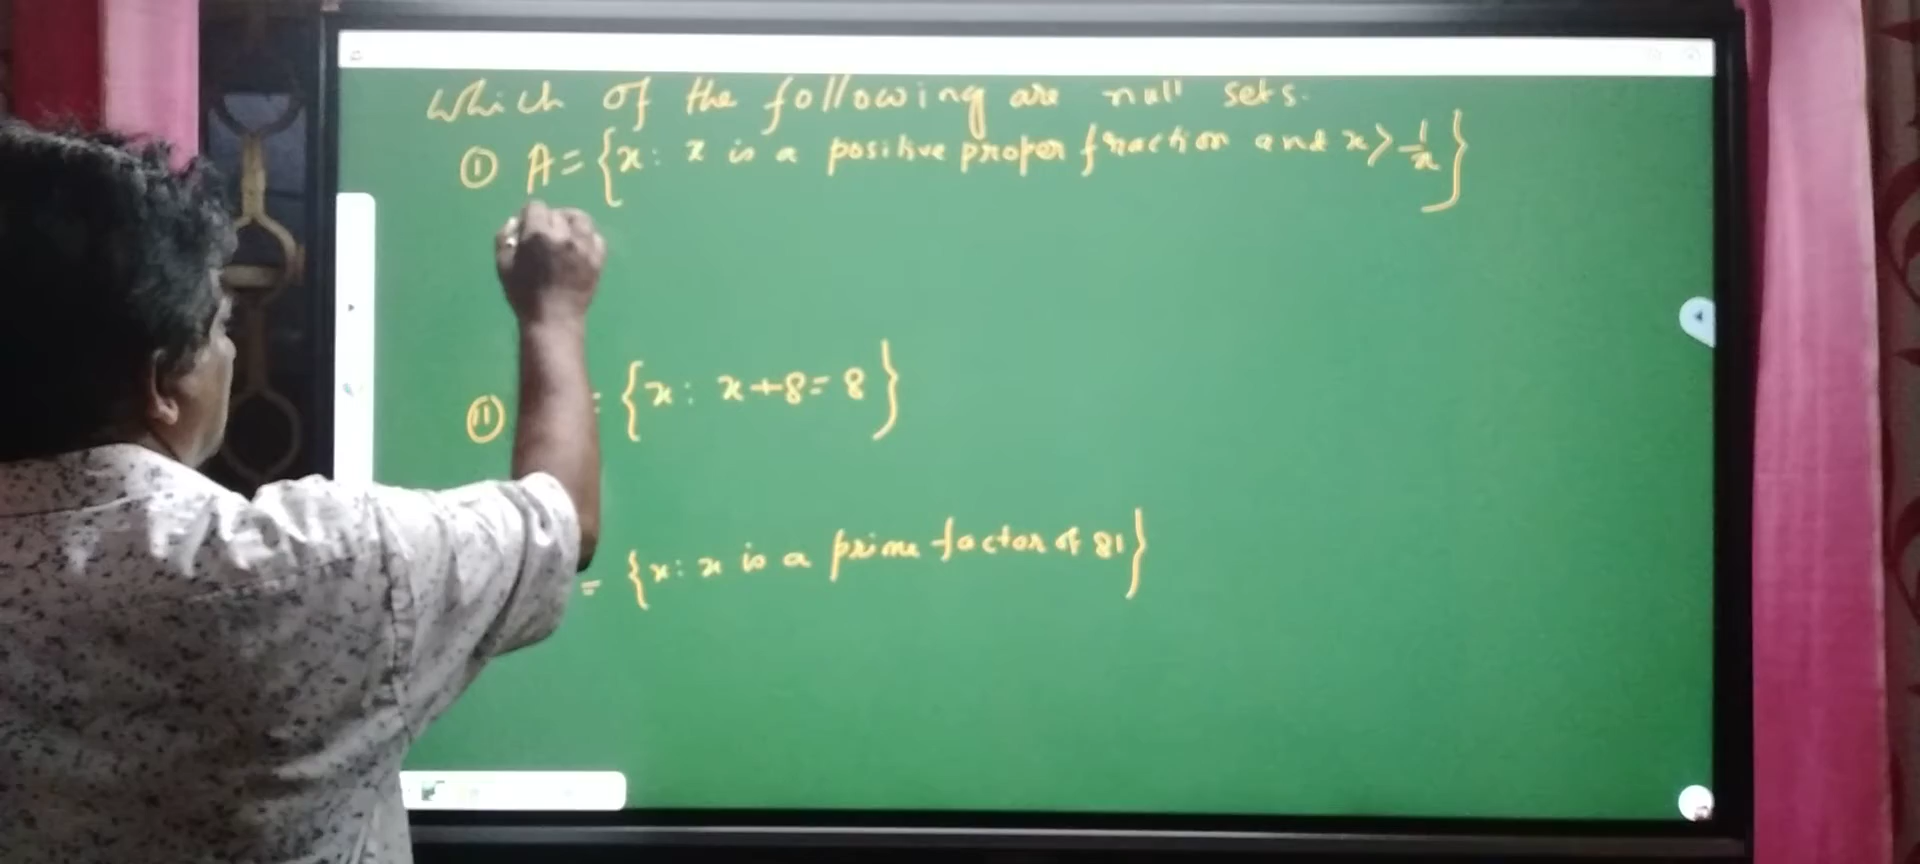 Which of the following are null sets.
① A = {x: x is a positive proper fraction and x > 1/x}
ⓘⓘ = {x: x+8=8}
= {x: x is a prime factor of 81}